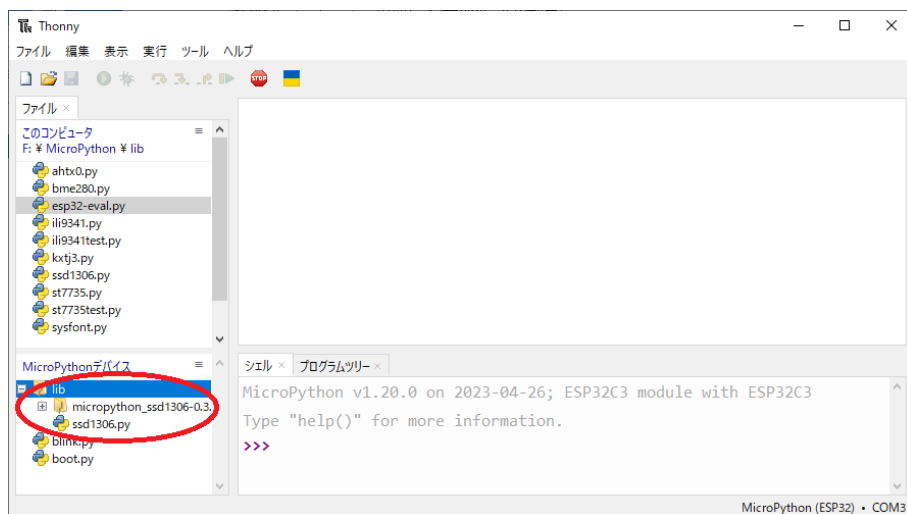 Thonny
ファイル 編集 表示 実行 ツール ヘルプ
STOP
ファイル
このコンピュータ
F: ¥ MicroPython ¥ lib
ahtx0.py
bme280.py
esp32-eval.py
ili9341.py
ili9341test.py
kxtj3.py
ssd1306.py
st7735.py
st7735test.py
sysfont.py
MicroPythonデバイス
lib
micropython_ssd1306-0.3.
ssd1306.py
blink.py
boot.py
シェル プログラムツリー
MicroPython v1.20.0 on 2023-04-26; ESP32C3 module with ESP32C3
Type "help()" for more information.
>>>
MicroPython (ESP32) • COM3